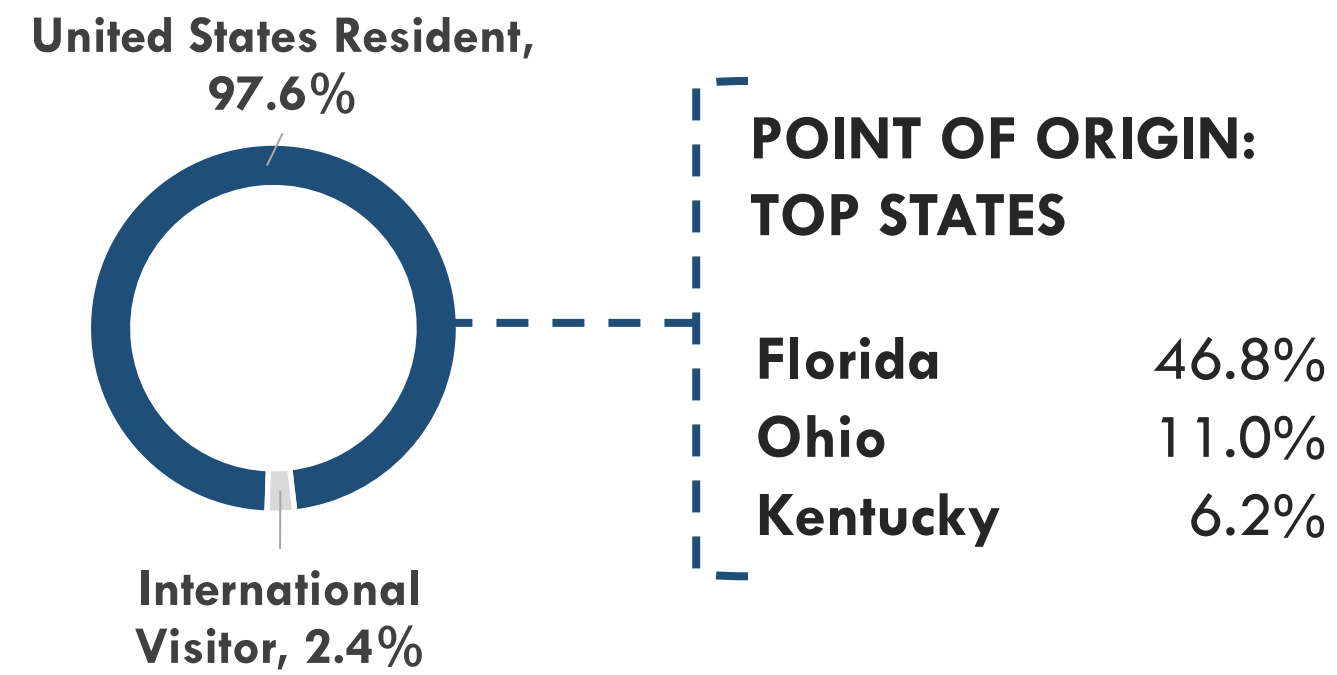 United States Resident,
97.6%
International
Visitor, 2.4%
POINT OF ORIGIN:
TOP STATES
Florida 46.8%
Ohio 11.0%
Kentucky 6.2%